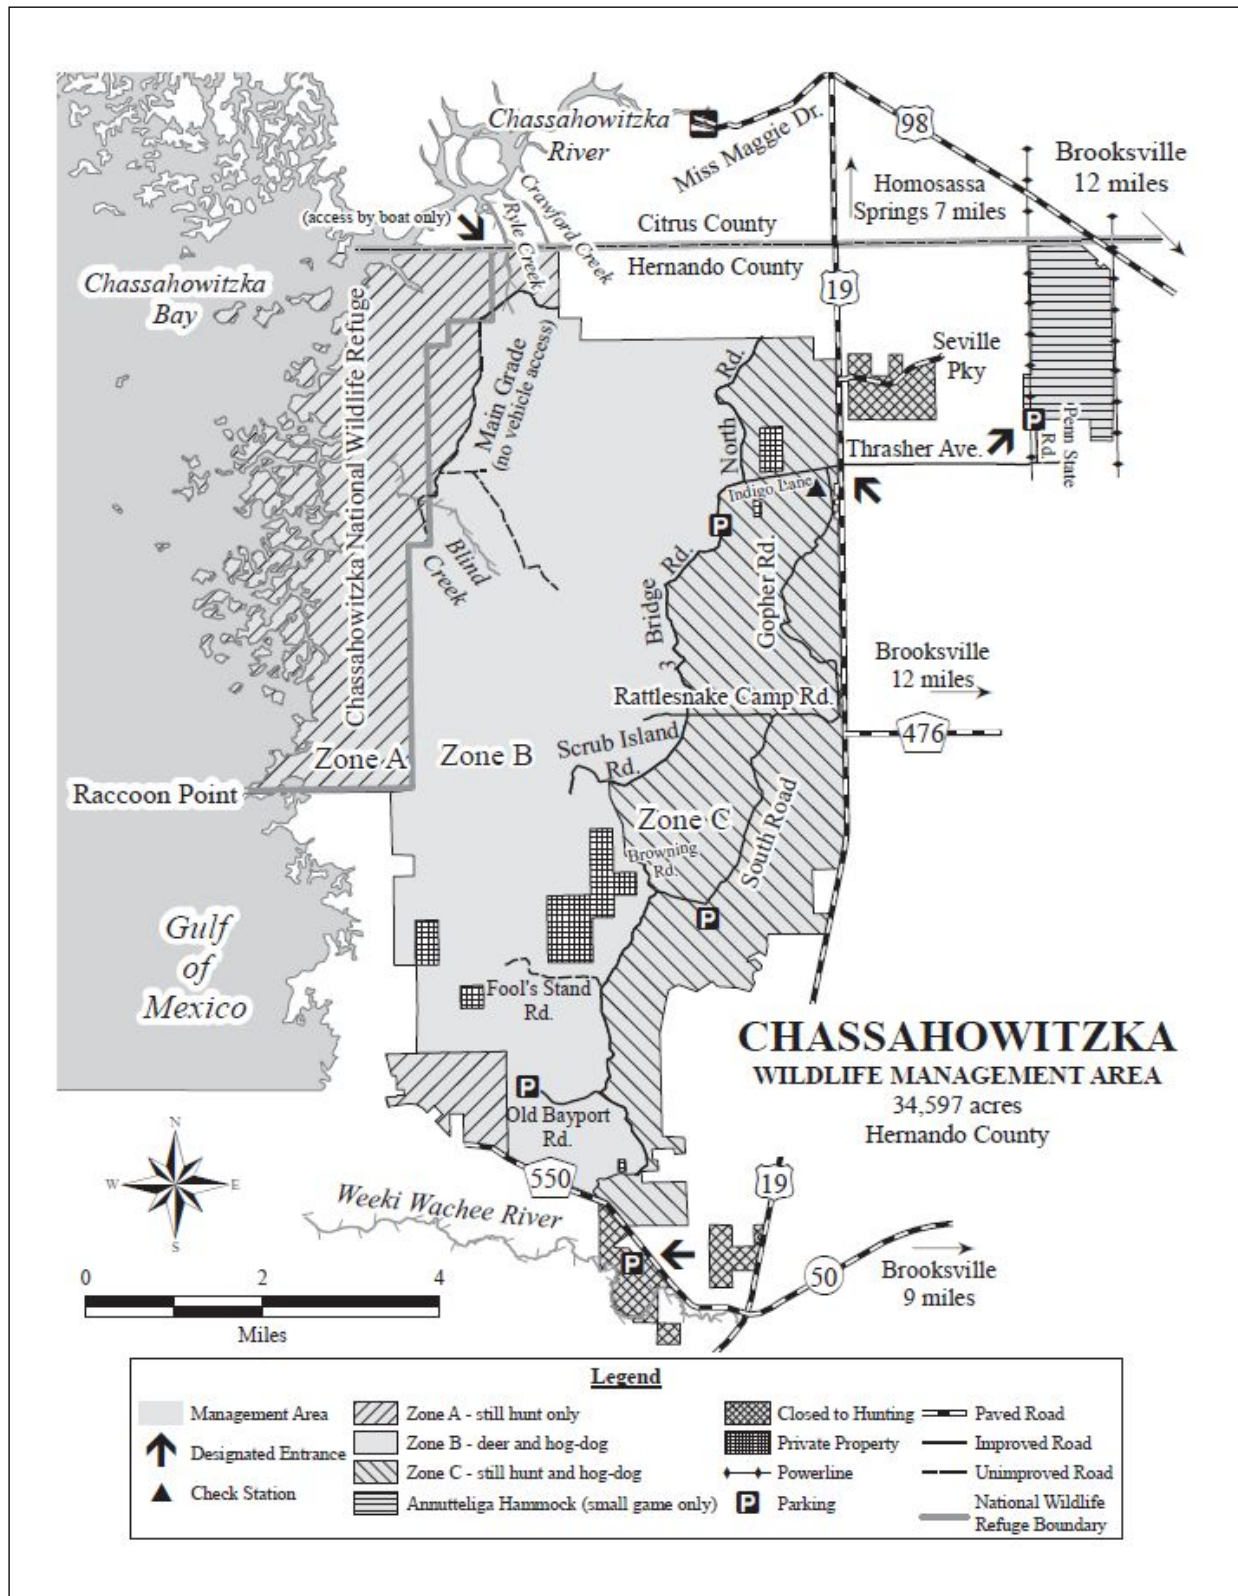 Chassahowitzka
River
Miss Maggie Dr.
98
Brooksville
12 miles
Homosassa
Springs 7 miles
(access by boat only)
Ryle Creek
Crawford Creek
Citrus County
Hernando County
19
Chassahowitzka
Bay
Chassahowitzka National Wildlife Refuge
Main Grade
(no vehicle access)
North
Rd.
Seville
Pky
Thrasher Ave.
P
Penn State
Rd.
Indigo Lane
P
Blind
Creek
Bridge
Rd.
Gopher Rd.
3
Brooksville
12 miles
Rattlesnake Camp Rd.
476
Scrub Island
Rd.
Zone A
Zone B
Raccoon Point
Zone C
Browning
Rd.
South Road
P
Gulf
of
Mexico
Fool's Stand
Rd.
CHASSAHOWITZKA
WILDLIFE MANAGEMENT AREA
34,597 acres
Hernando County
P
Old Bayport
Rd.
550
N
W
E
S
Weeki Wachee River
19
P
50
Brooksville
9 miles
0
2
4
Miles
Legend
Management Area
Designated Entrance
Check Station
Zone A - still hunt only
Zone B - deer and hog-dog
Zone C - still hunt and hog-dog
Annutteliga Hammock (small game only)
Closed to Hunting
Private Property
Powerline
P
Parking
Paved Road
Improved Road
Unimproved Road
National Wildlife
Refuge Boundary